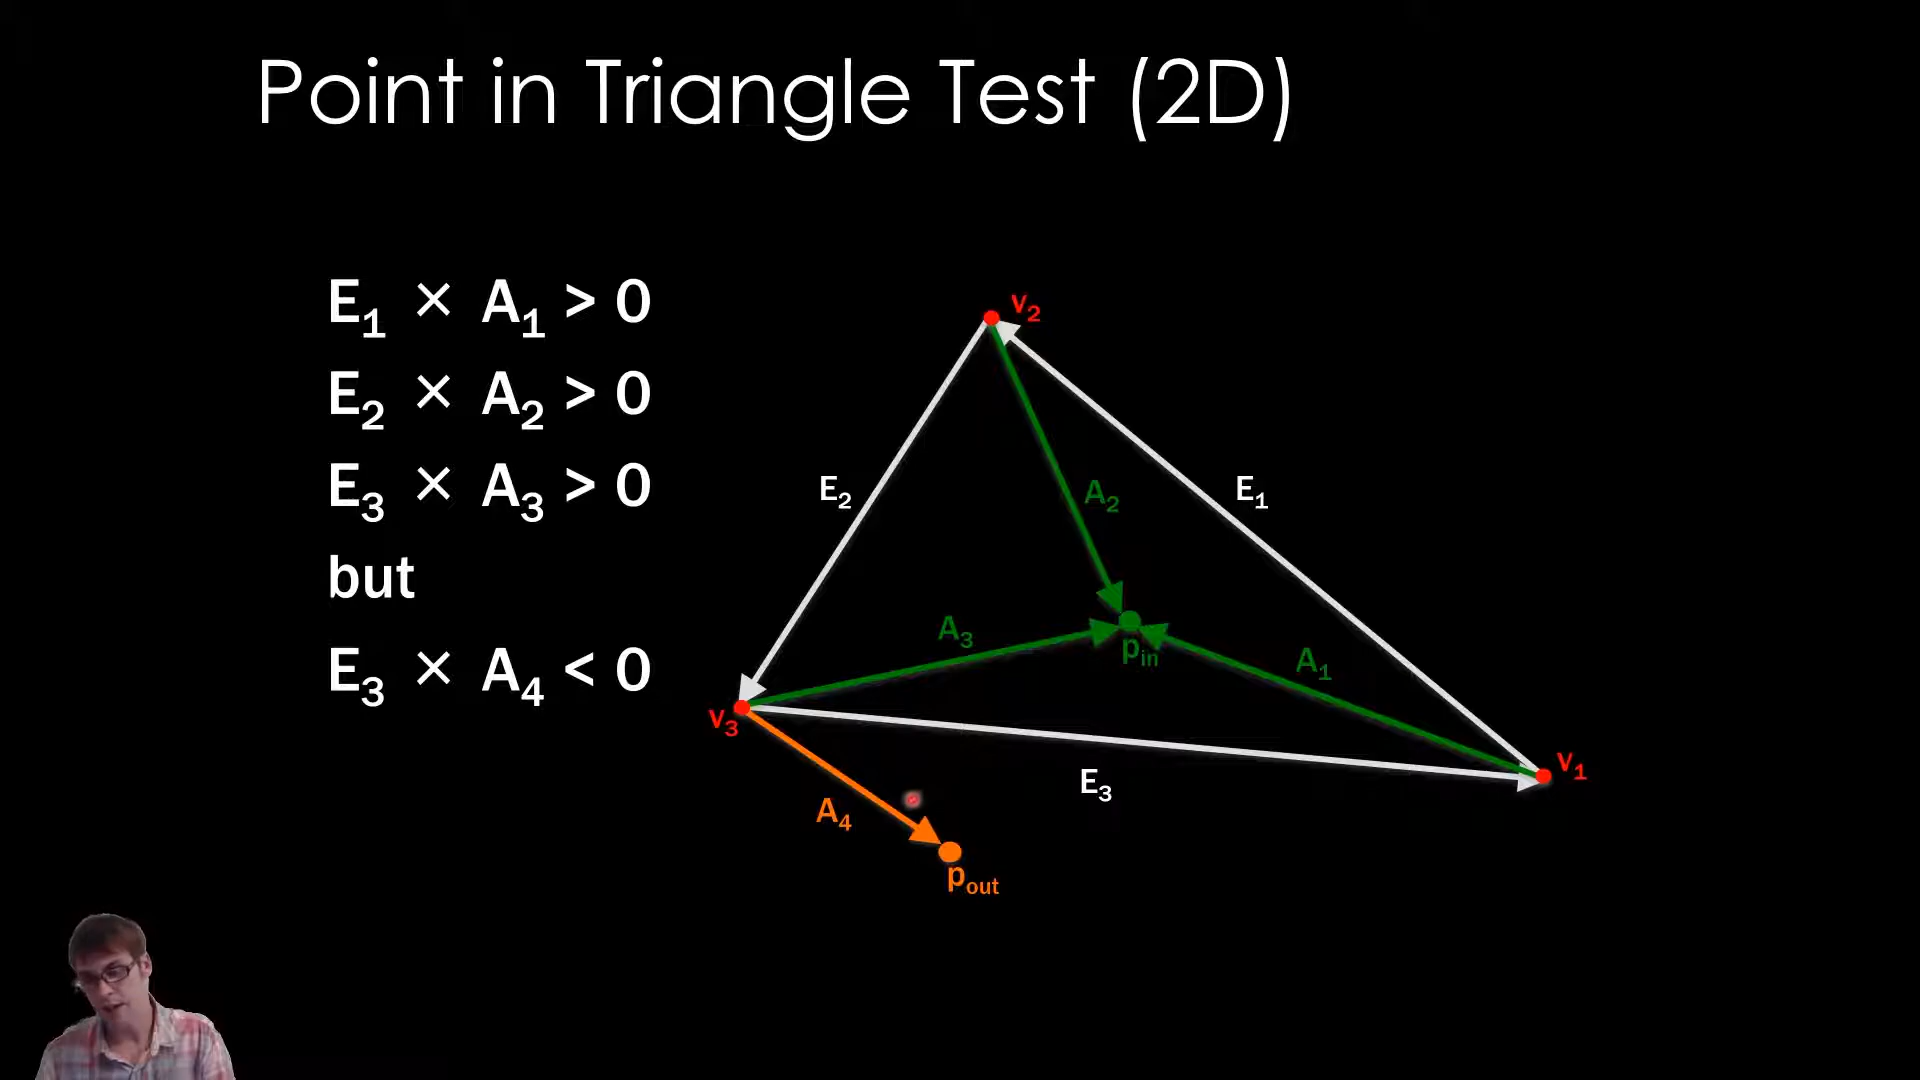 Point in Triangle Test (2D)
E₁ × A₁ > 0
E₂ × A₂ > 0
E₃ × A₃ > 0
but
E₃ × A₄ < 0
v₂
E₂
A₂
E₁
A₃
p_in
A₁
v₃
v₁
E₃
A₄
p_out